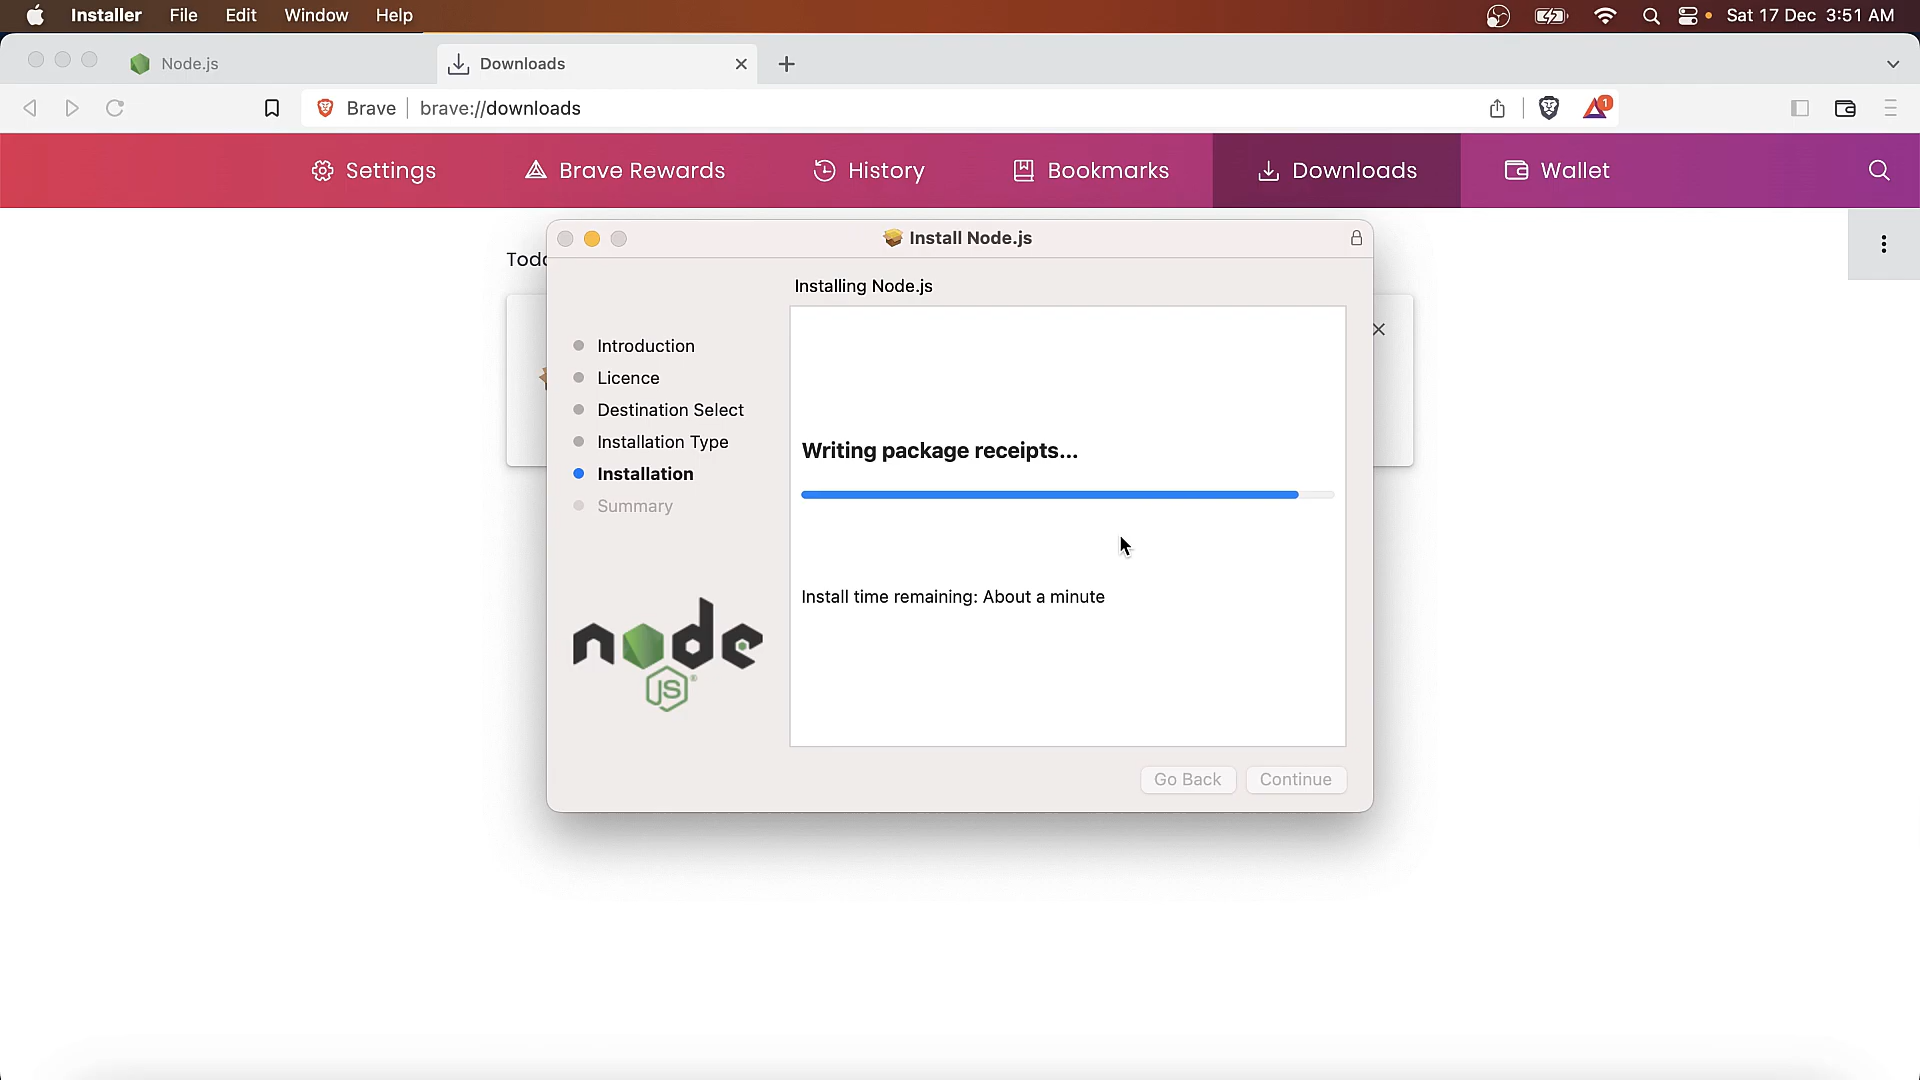 Installer File Edit Window Help Sat 17 Dec 3:51 AM
Node.js Downloads
Brave brave://downloads 1
Settings Brave Rewards History Bookmarks Downloads Wallet
Install Node.js
Installing Node.js
Introduction
Licence
Destination Select
Installation Type
Installation
Summary
Writing package receipts...
Install time remaining: About a minute
node
JS®
Go Back Continue